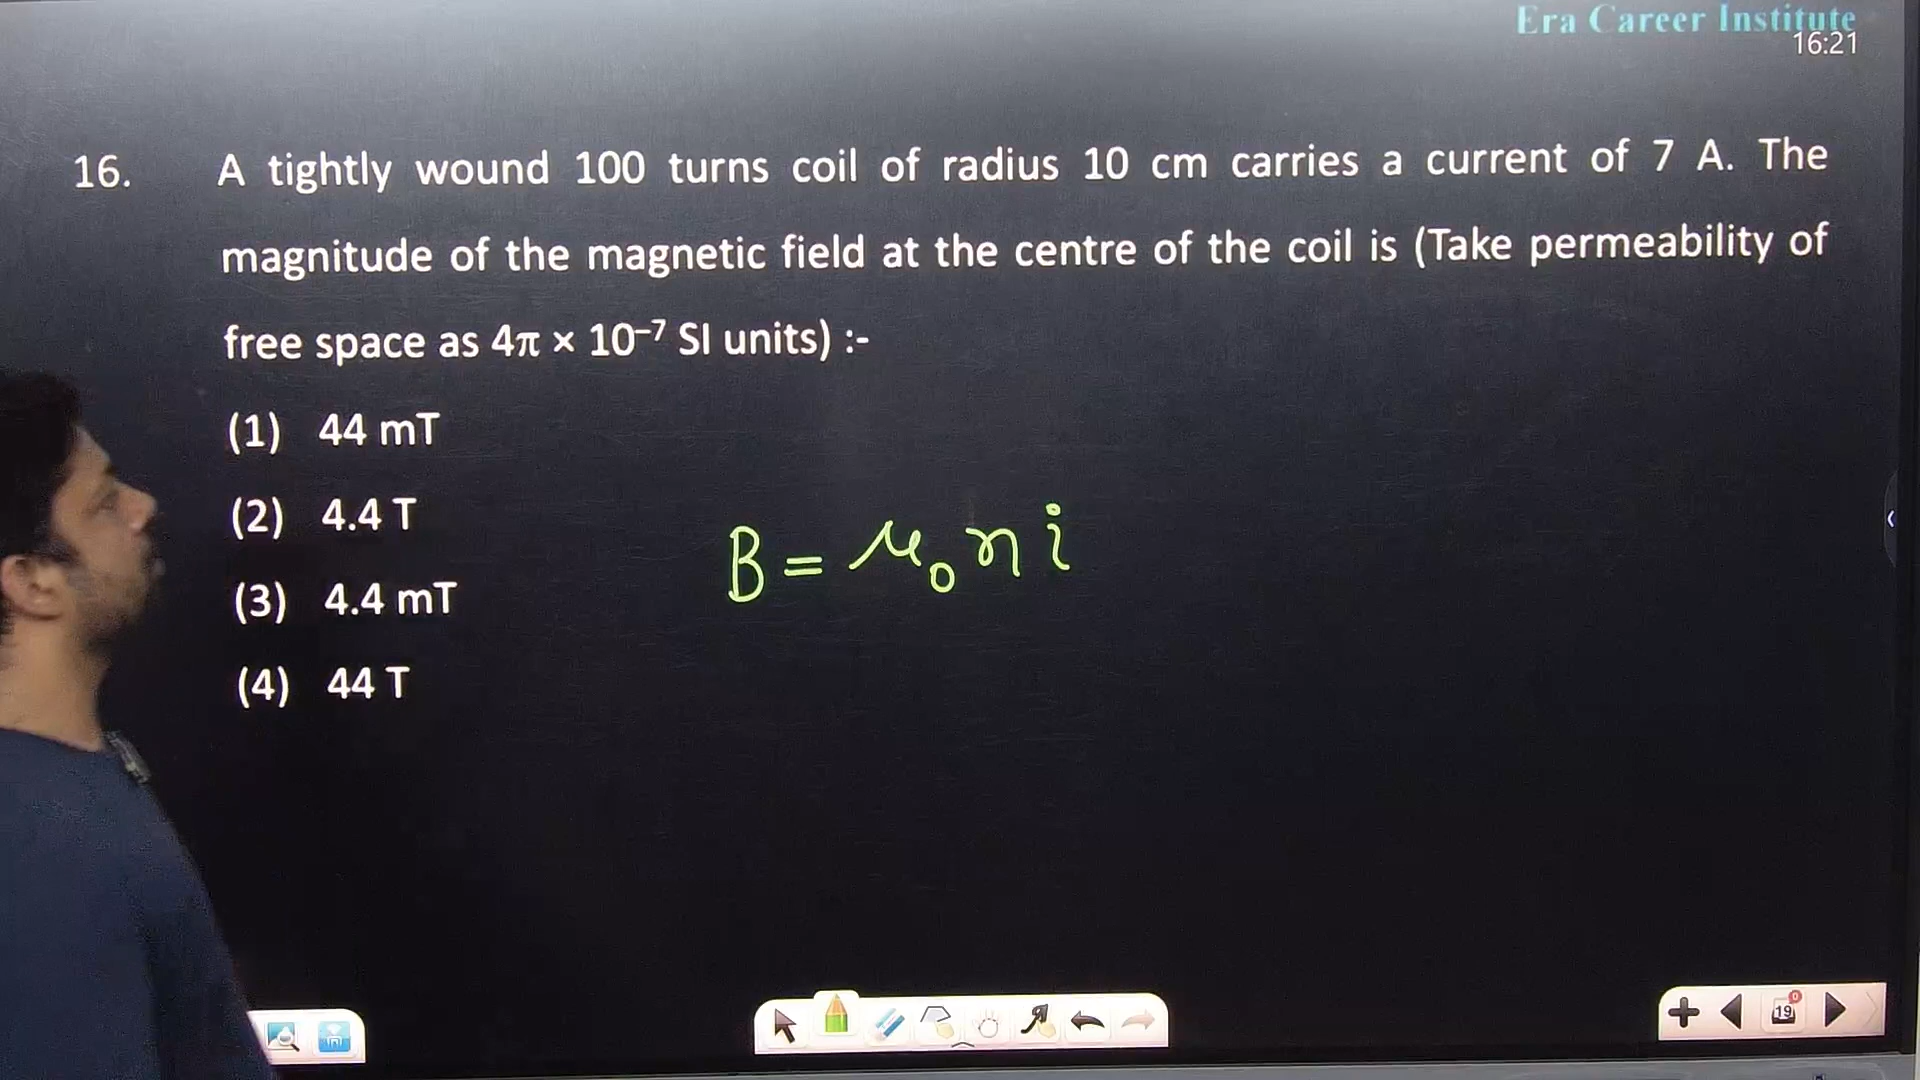 Era Career Institute
16:21
16. A tightly wound 100 turns coil of radius 10 cm carries a current of 7 A. The
magnitude of the magnetic field at the centre of the coil is (Take permeability of
free space as 4π × 10⁻⁷ SI units) :-
(1) 44 mT
(2) 4.4 T
(3) 4.4 mT
(4) 44 T
B = μ₀ n i
19
0